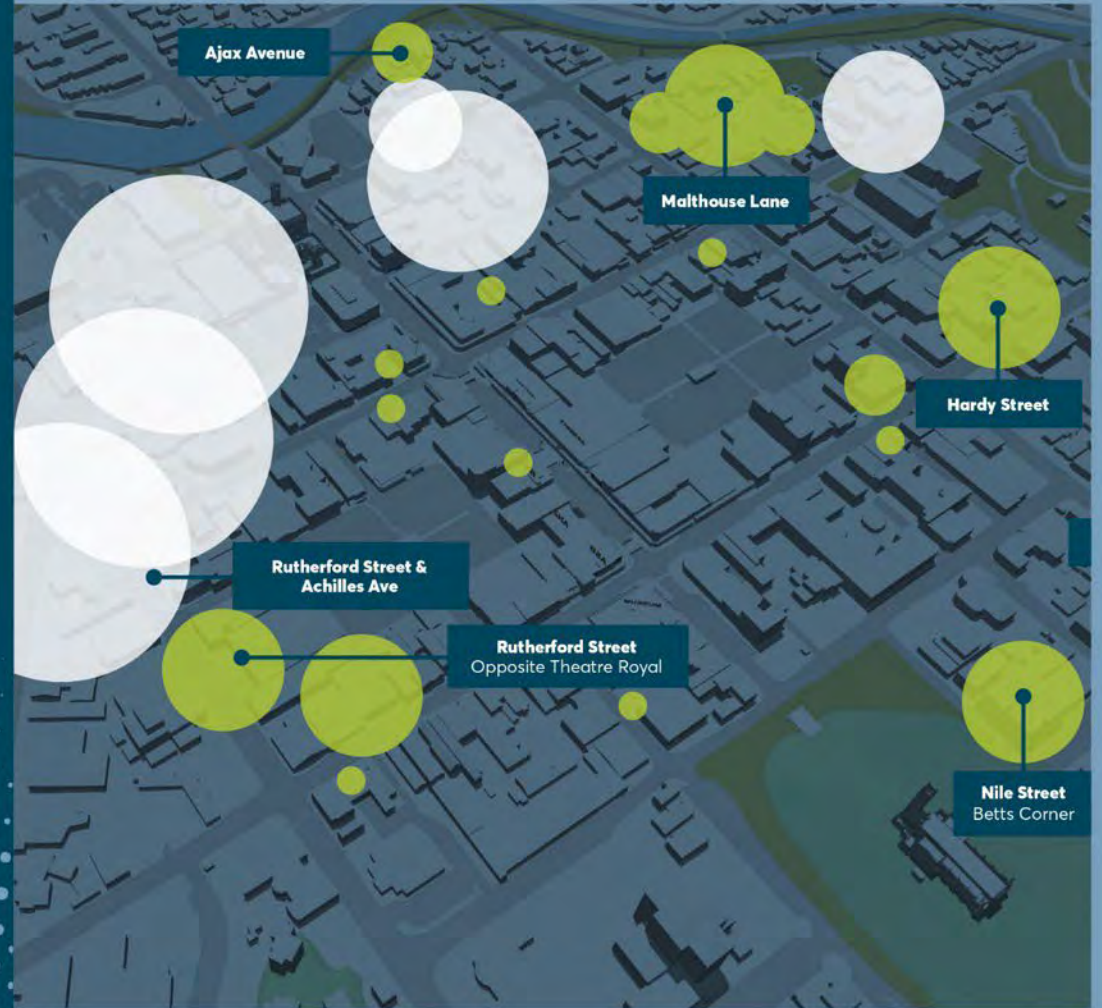 Ajax Avenue
Malthouse Lane
Hardy Street
Rutherford Street &
Achilles Ave
Rutherford Street
Opposite Theatre Royal
Nile Street
Betts Corner